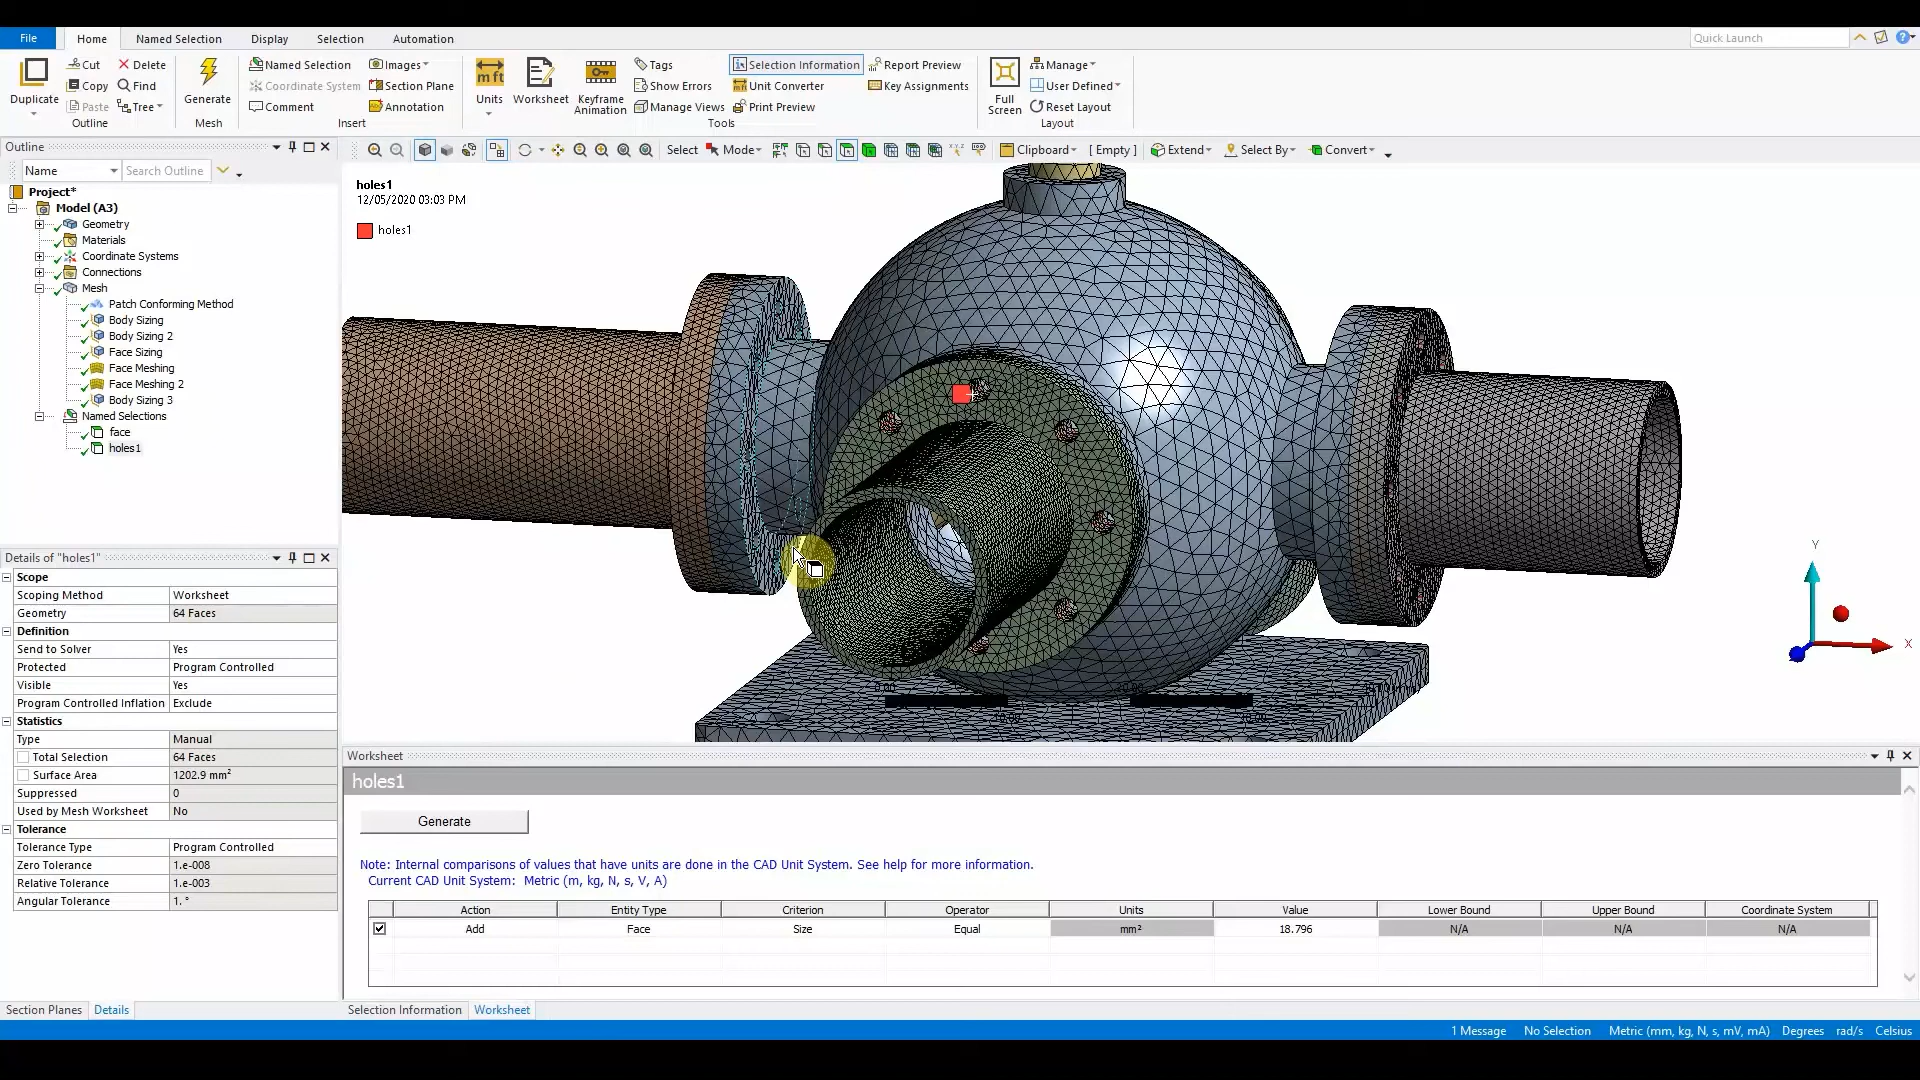 File Home Named Selection Display Selection Automation Quick Launch
Duplicate Cut Copy Paste Delete Find Tree
Outline
Generate
Mesh
Named Selection Coordinate System Comment Images Section Plane Annotation
Insert
Units Worksheet Keyframe Animation Tags Show Errors Manage Views Selection Information Unit Converter Print Preview Report Preview Key Assignments
Tools
Full Screen Manage User Defined Reset Layout
Layout
Outline
Name Search Outline
Select Mode Clipboard [ Empty ] Extend Select By Convert
Project*
Model (A3)
Geometry
Materials
Coordinate Systems
Connections
Mesh
Patch Conforming Method
Body Sizing
Body Sizing 2
Face Sizing
Face Meshing
Face Meshing 2
Body Sizing 3
Named Selections
face
holes1
holes1
12/05/2020 03:03 PM
holes1
Y
X
Details of "holes1"
Scope
Scoping Method Worksheet
Geometry 64 Faces
Definition
Send to Solver Yes
Protected Program Controlled
Visible Yes
Program Controlled Inflation Exclude
Statistics
Type Manual
Total Selection 64 Faces
Surface Area 1202.9 mm²
Suppressed 0
Used by Mesh Worksheet No
Tolerance
Tolerance Type Program Controlled
Zero Tolerance 1.e-008
Relative Tolerance 1.e-003
Angular Tolerance 1. °
Section Planes Details
Worksheet
holes1
Generate
Note: Internal comparisons of values that have units are done in the CAD Unit System. See help for more information.
Current CAD Unit System: Metric (m, kg, N, s, V, A)
Action Entity Type Criterion Operator Units Value Lower Bound Upper Bound Coordinate System
Add Face Size Equal mm² 18.796 N/A N/A N/A
Selection Information Worksheet
1 Message No Selection Metric (mm, kg, N, s, mV, mA) Degrees rad/s Celsius